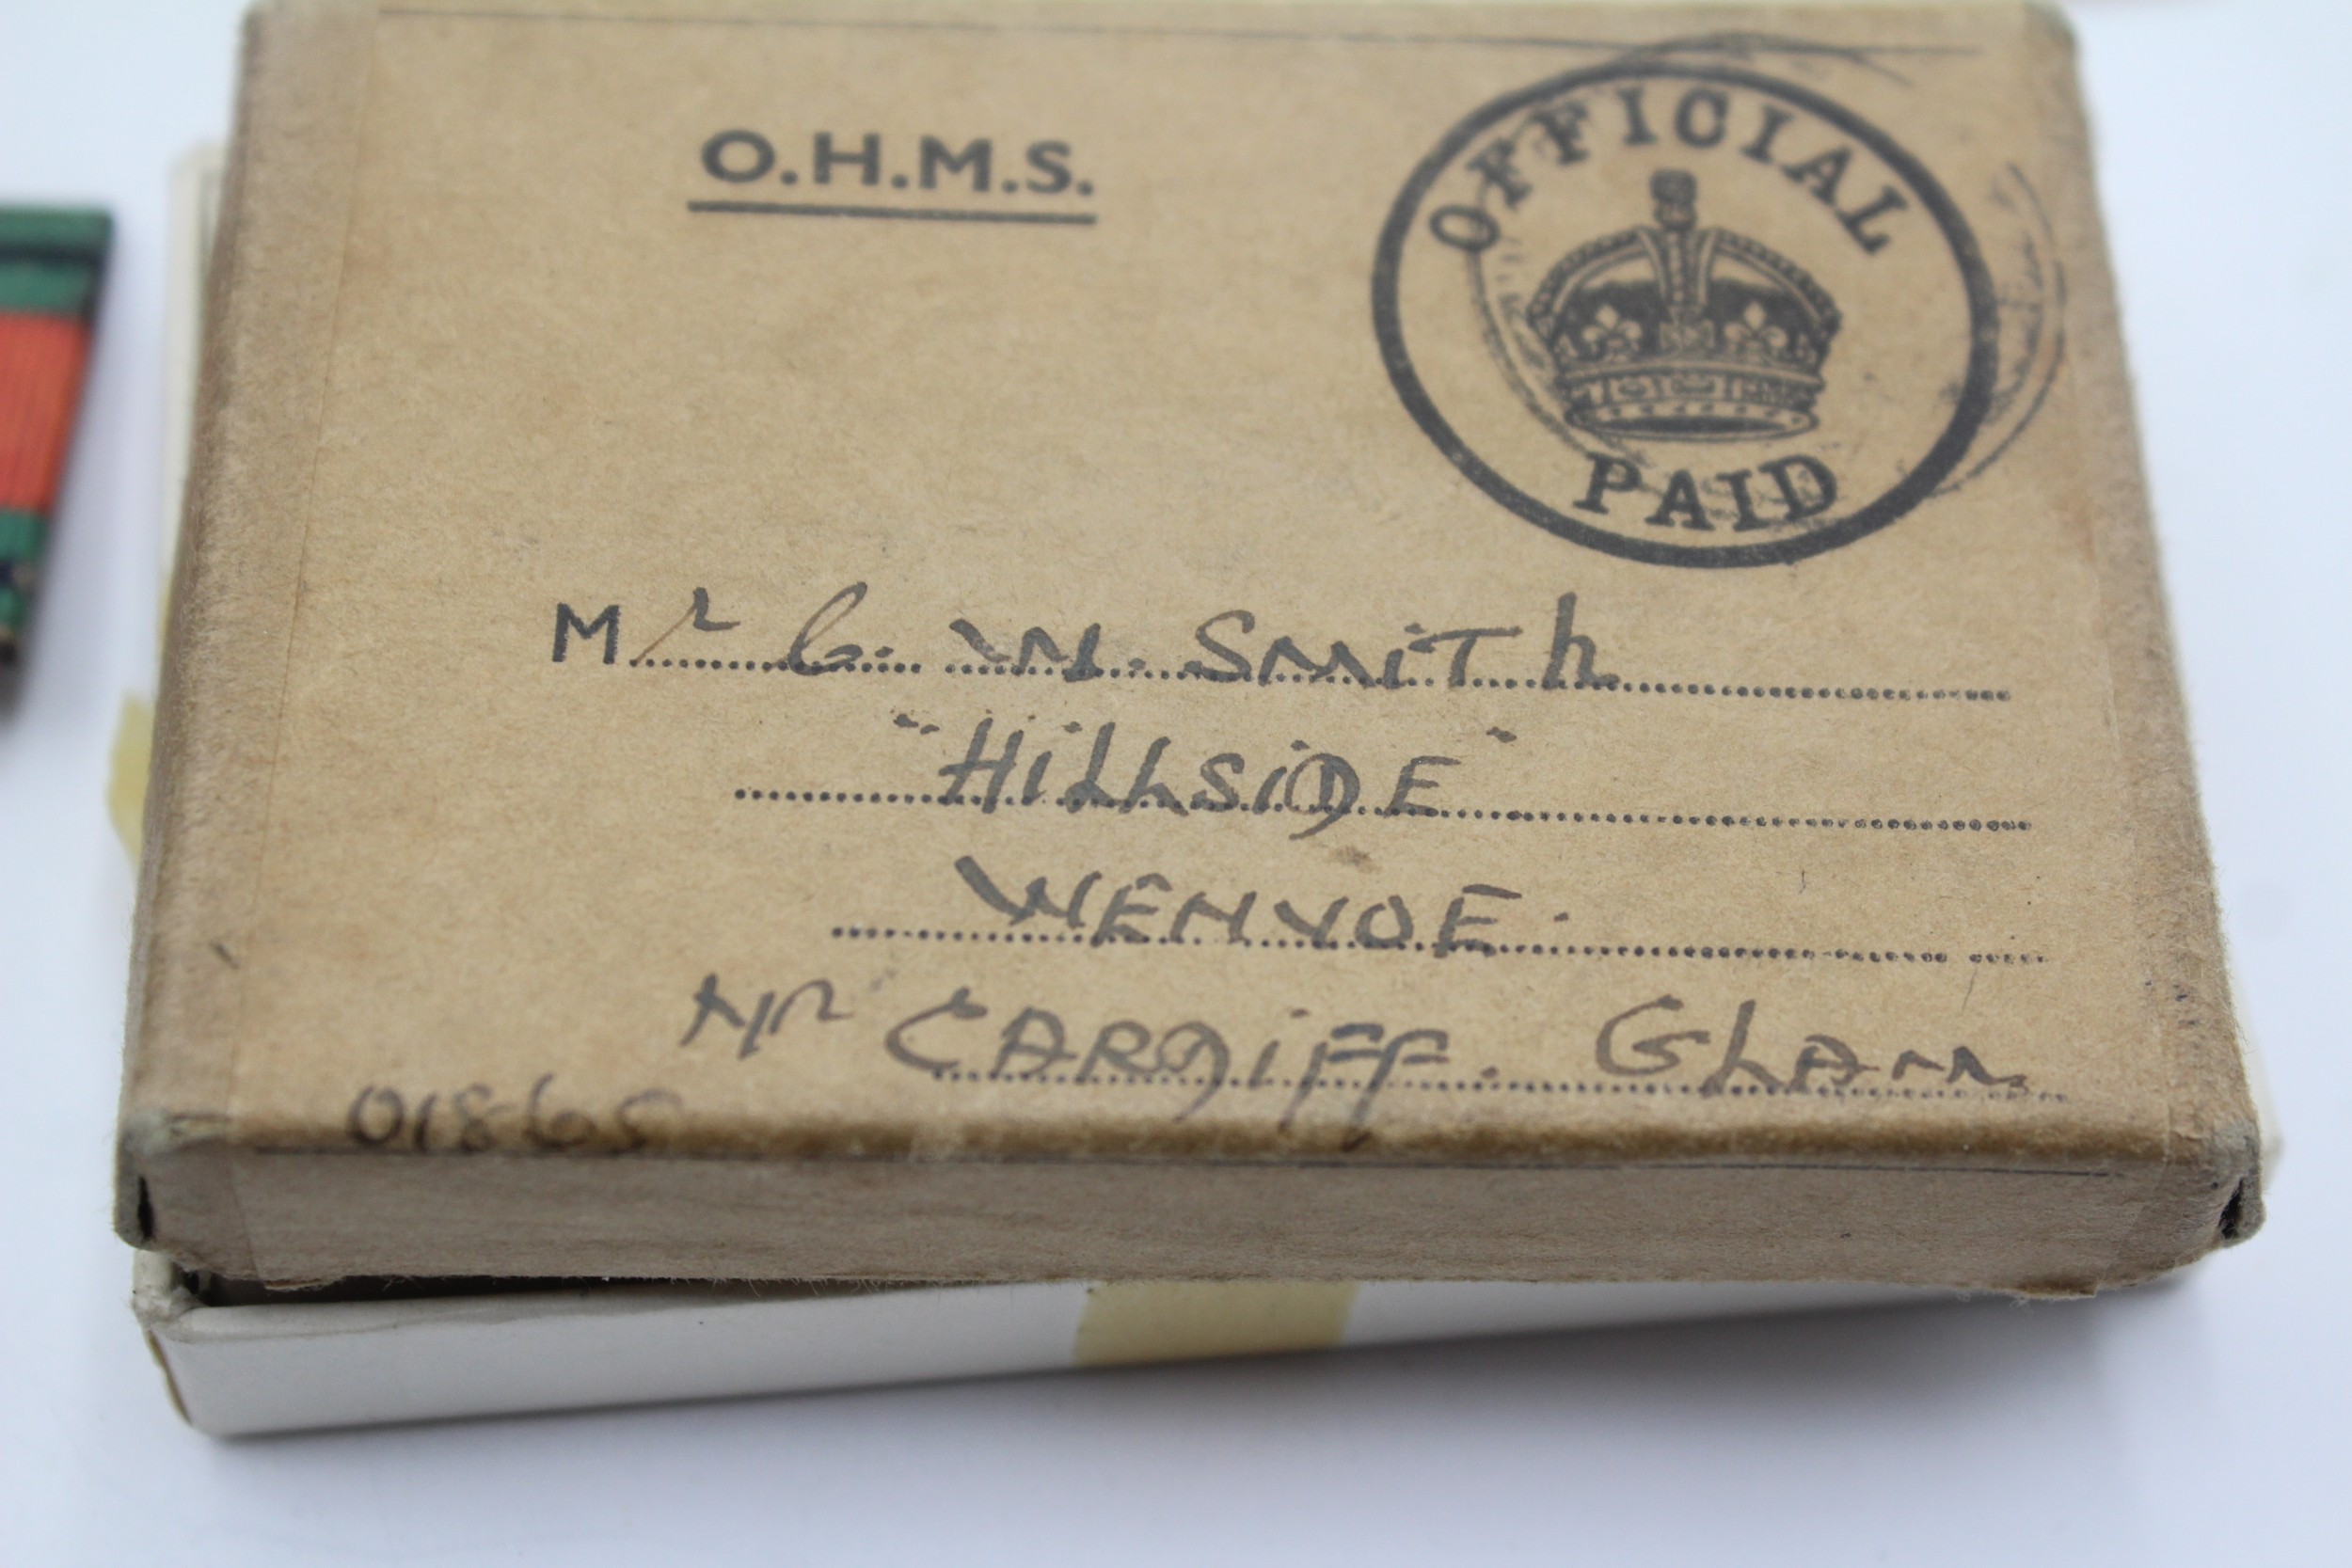 O.H.M.S.
OFFICIAL
PAID
Mr C. W. SMiTh
"HiLLSiDE"
WENVOE.
Nr CARDiFF. GLAM.
01865